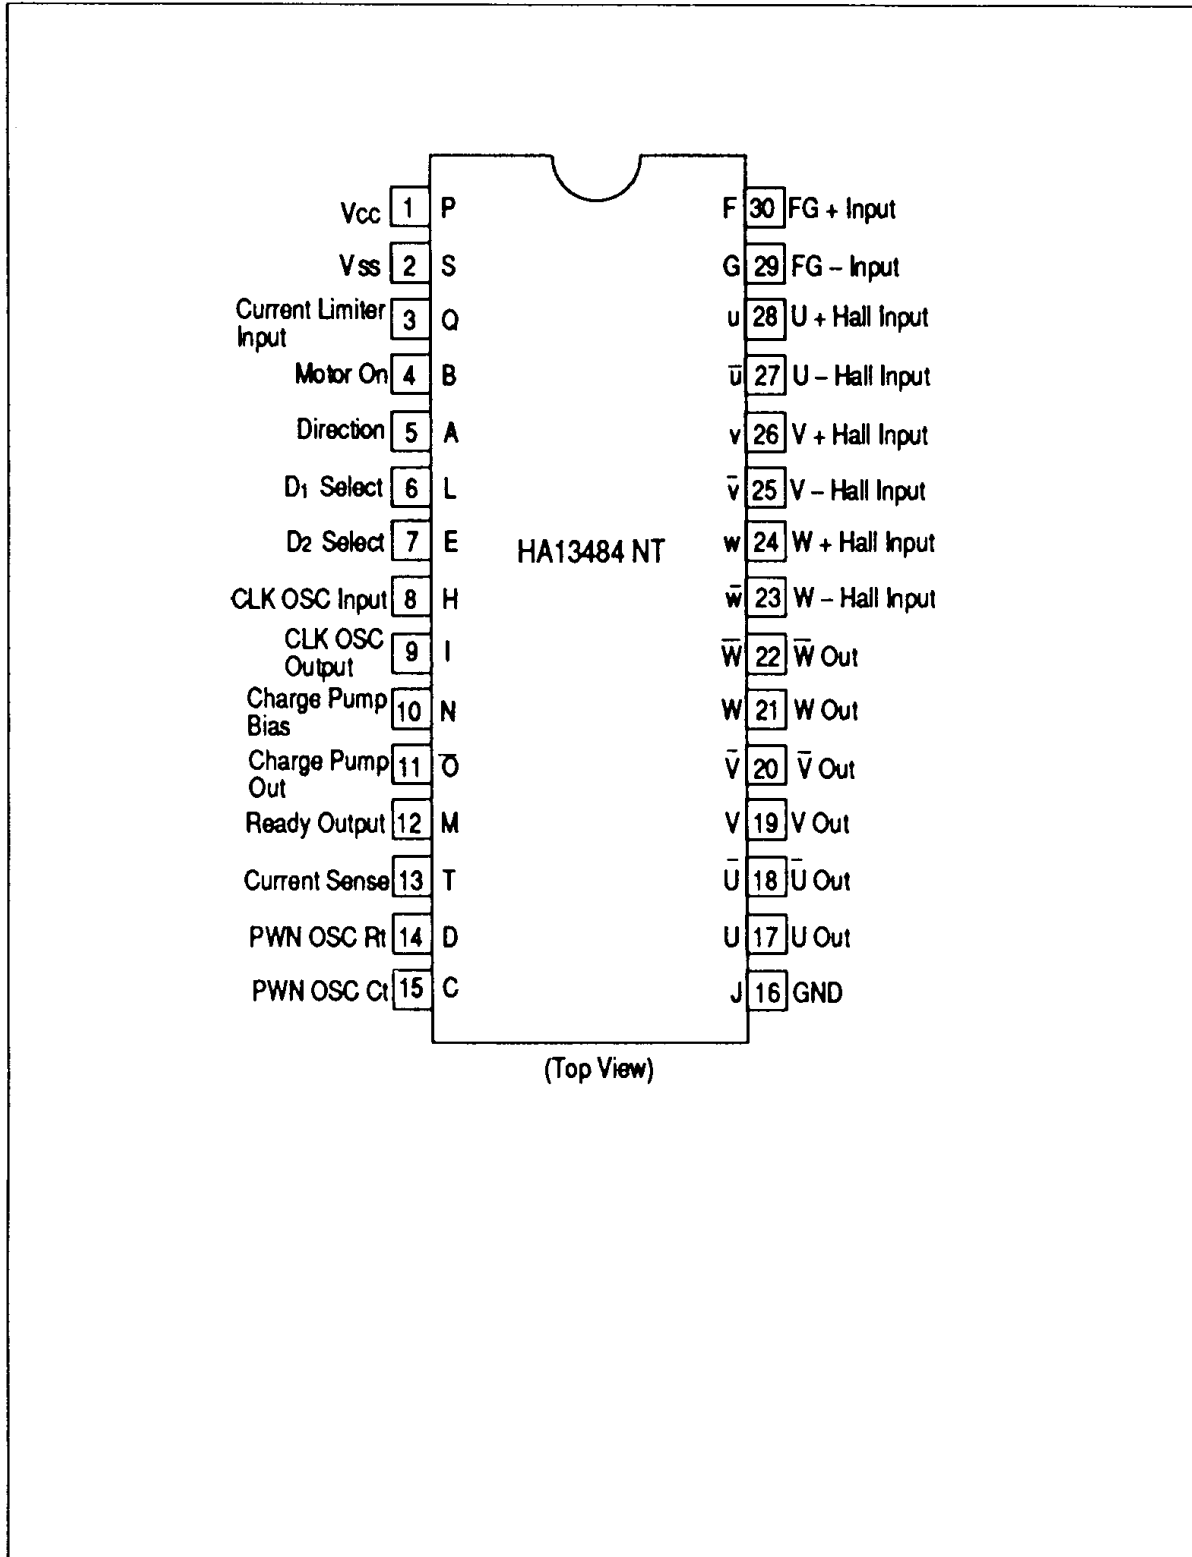 Vcc 1 P F 30 FG + Input
Vss 2 S G 29 FG – Input
Current Limiter
Input 3 Q u 28 U + Hall Input
Motor On 4 B u̅ 27 U – Hall Input
Direction 5 A v 26 V + Hall Input
D1 Select 6 L v̅ 25 V – Hall Input
D2 Select 7 E HA13484 NT w 24 W + Hall Input
CLK OSC Input 8 H w̅ 23 W – Hall Input
CLK OSC
Output 9 I W̅ 22 W̅ Out
Charge Pump
Bias 10 N W 21 W Out
Charge Pump
Out 11 O̅ V̅ 20 V̅ Out
Ready Output 12 M V 19 V Out
Current Sense 13 T U̅ 18 U̅ Out
PWN OSC Rt 14 D U 17 U Out
PWN OSC Ct 15 C J 16 GND
(Top View)